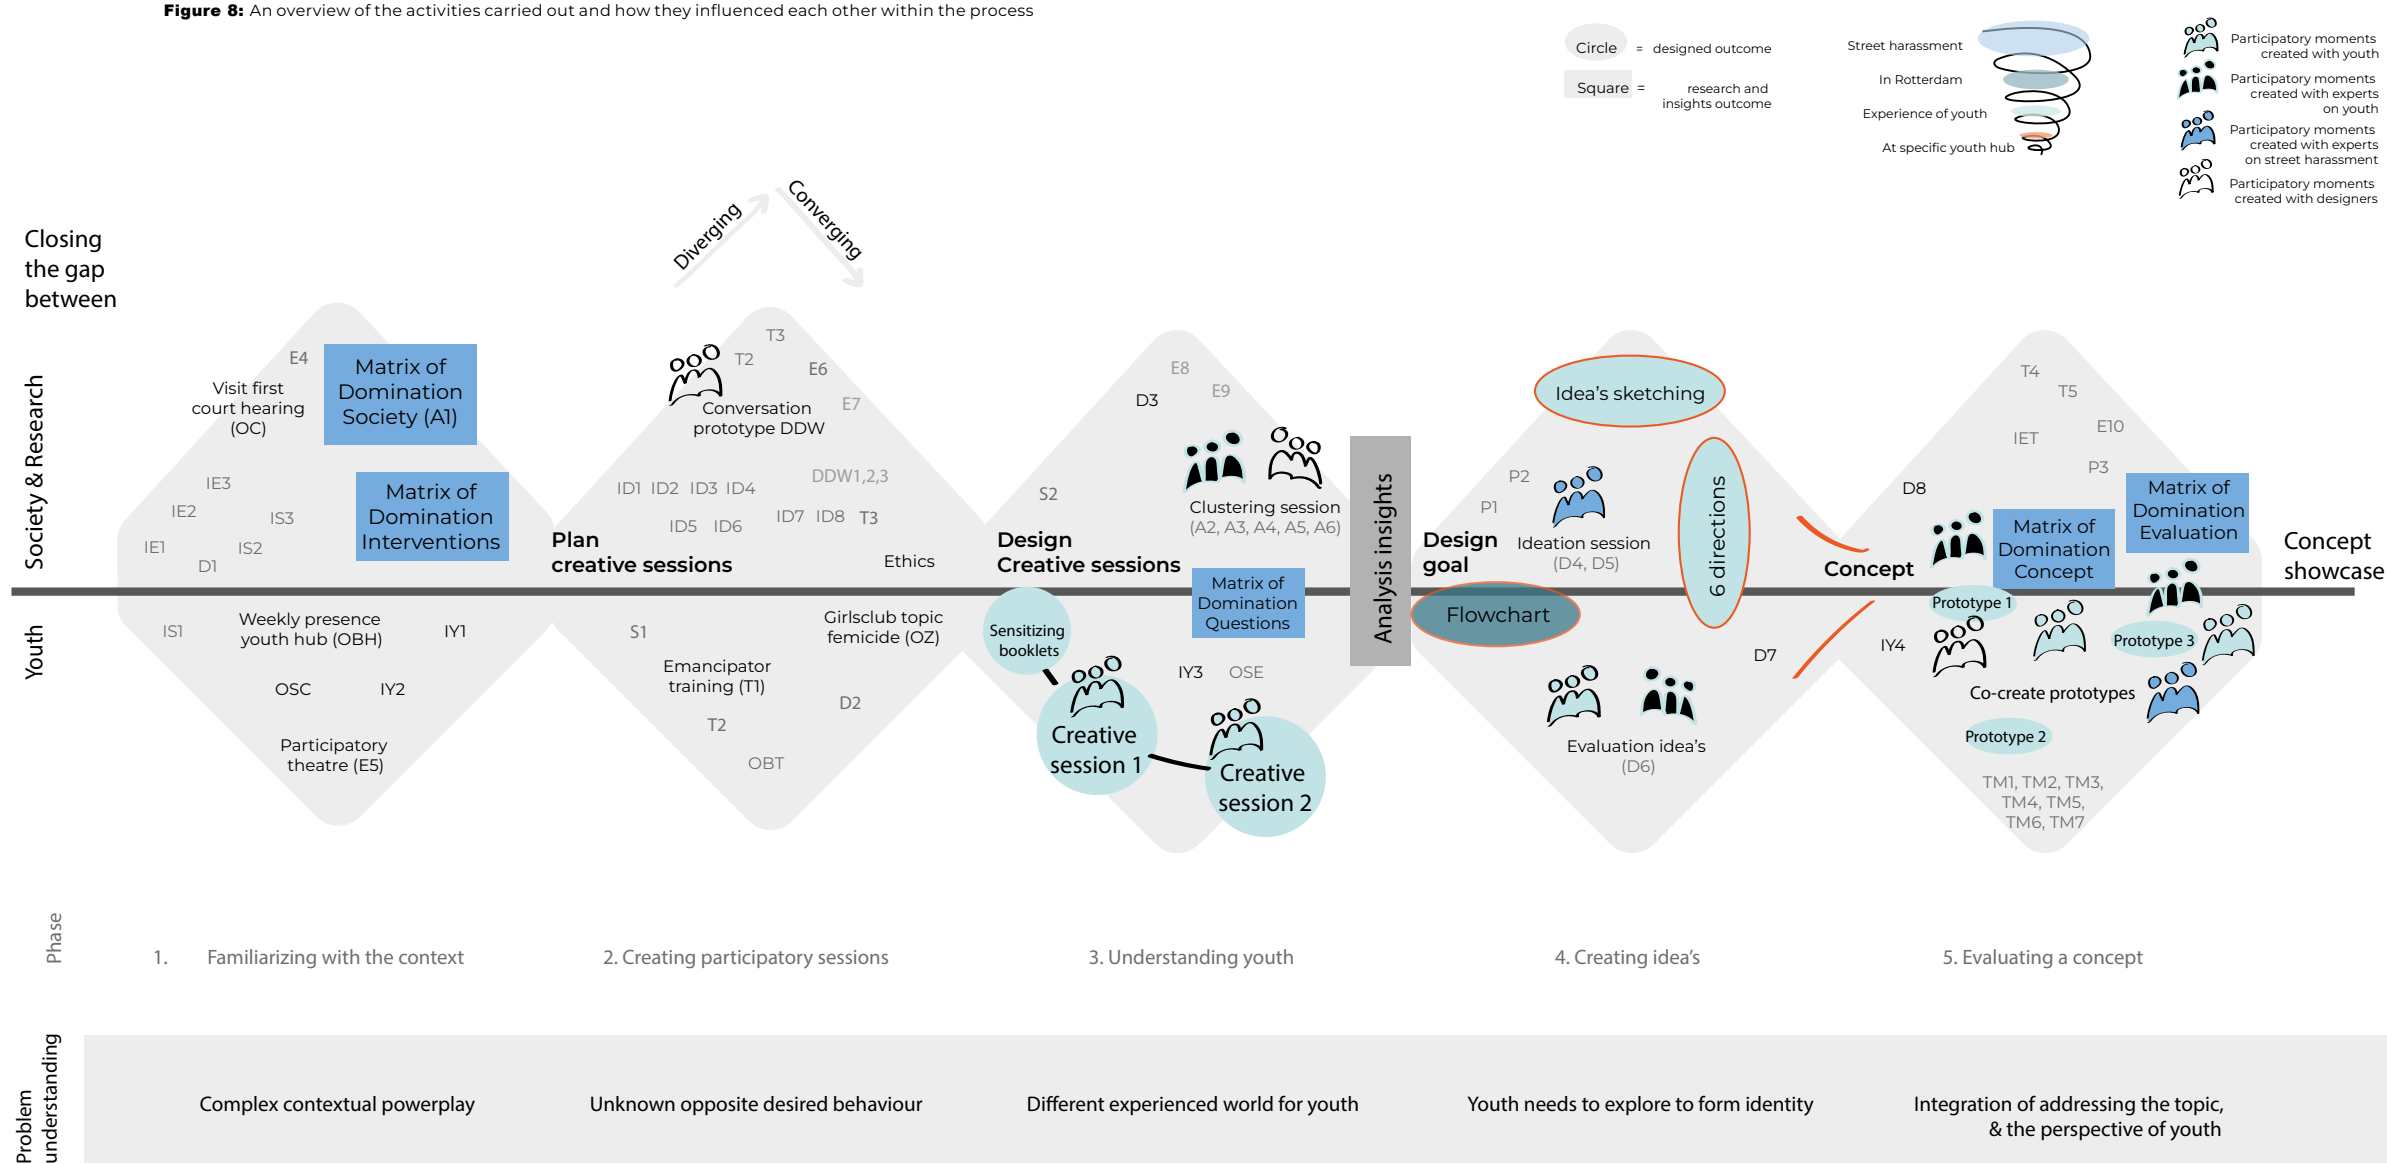 Figure 8: An overview of the activities carried out and how they influenced each other within the process
Circle = designed outcome
Square = research and
insights outcome
Street harassment
In Rotterdam
Experience of youth
At specific youth hub
Participatory moments
created with youth
Participatory moments
created with experts
on youth
Participatory moments
created with experts
on street harassment
Participatory moments
created with designers
Diverging
Converging
Closing
the gap
between
Society & Research
Youth
E4
Visit first
court hearing
(OC)
Matrix of
Domination
Society (A1)
Matrix of
Domination
Interventions
IE3
IE2
IS3
IE1
IS2
D1
IS1
Weekly presence
youth hub (OBH)
IY1
OSC
IY2
Participatory
theatre (E5)
T3
T2
E6
E7
Conversation
prototype DDW
DDW1,2,3
ID1 ID2 ID3 ID4
ID5 ID6
ID7 ID8 T3
Plan
creative sessions
Ethics
S1
Girlsclub topic
femicide (OZ)
Emancipator
training (T1)
D2
T2
OBT
E8
E9
D3
S2
Clustering session
(A2, A3, A4, A5, A6)
Design
Creative sessions
Matrix of
Domination
Questions
Sensitizing
booklets
IY3 OSE
Creative
session 1
Creative
session 2
Analysis insights
Idea's sketching
P2
P1
Ideation session
(D4, D5)
6 directions
Design
goal
Flowchart
D7
Evaluation idea's
(D6)
Concept
T4
T5
IET
E10
P3
D8
Matrix of
Domination
Evaluation
Matrix of
Domination
Concept
Prototype 1
IY4
Prototype 3
Co-create prototypes
Prototype 2
TM1, TM2, TM3,
TM4, TM5,
TM6, TM7
Concept
showcase
Phase
1. Familiarizing with the context
2. Creating participatory sessions
3. Understanding youth
4. Creating idea's
5. Evaluating a concept
Problem
understanding
Complex contextual powerplay
Unknown opposite desired behaviour
Different experienced world for youth
Youth needs to explore to form identity
Integration of addressing the topic,
& the perspective of youth